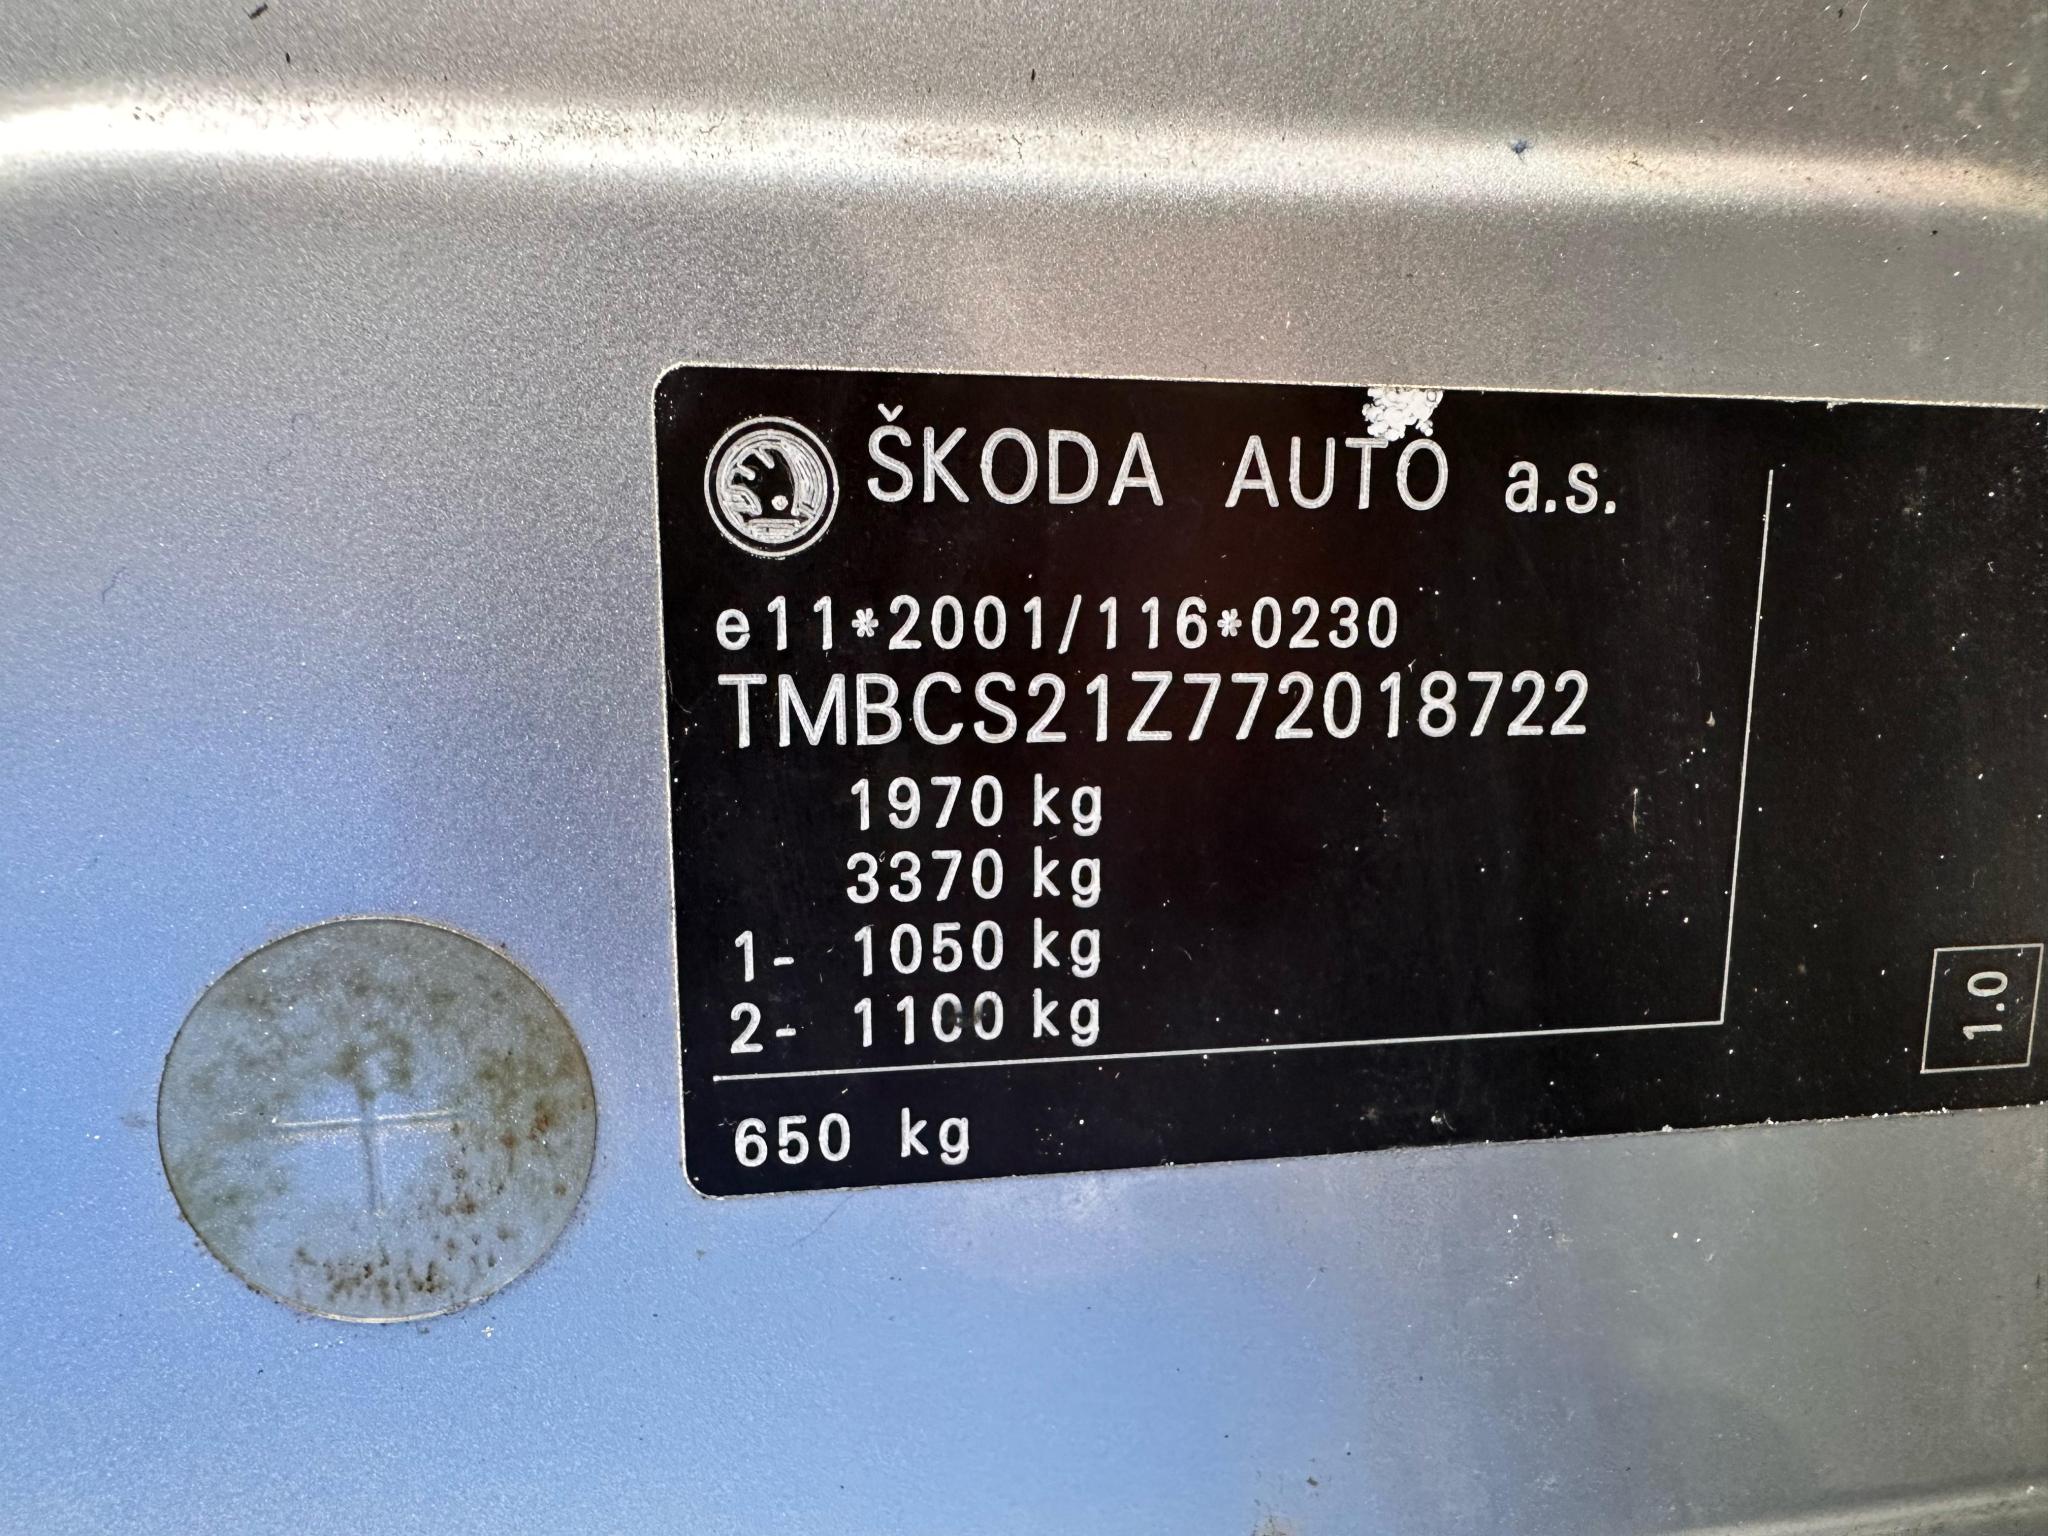 ŠKODA AUTO a.s.
e11*2001/116*0230
TMBCS21Z772018722
1970 kg
3370 kg
1- 1050 kg
2- 1100 kg
1.0
650 kg